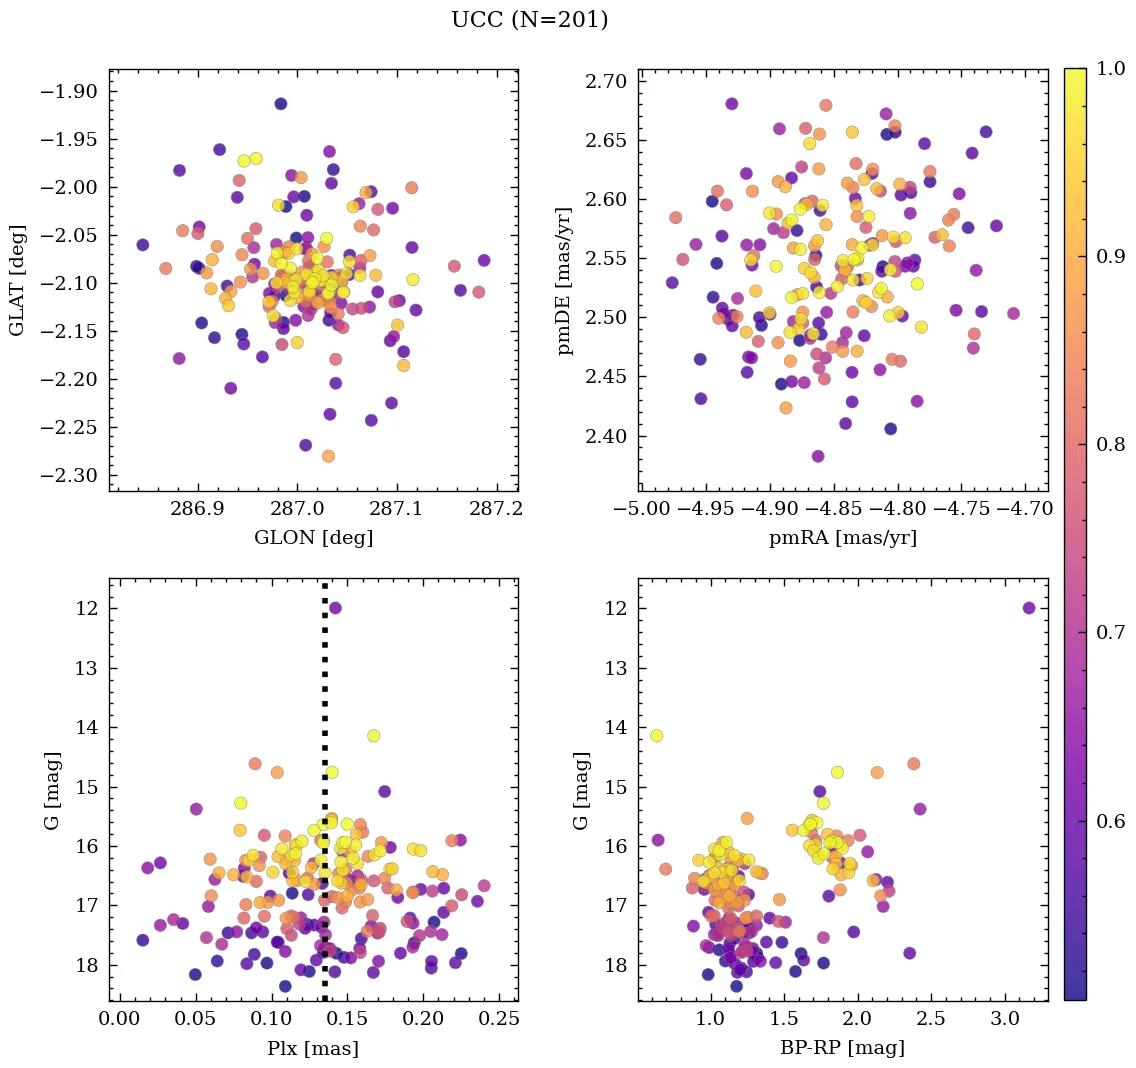 UCC (N=201)
−1.90
−1.95
−2.00
−2.05
−2.10
−2.15
−2.20
−2.25
−2.30
GLAT [deg]
286.9 287.0 287.1 287.2
GLON [deg]
2.70
2.65
2.60
2.55
2.50
2.45
2.40
pmDE [mas/yr]
−5.00 −4.95 −4.90 −4.85 −4.80 −4.75 −4.70
pmRA [mas/yr]
12
13
14
15
16
17
18
G [mag]
0.00 0.05 0.10 0.15 0.20 0.25
Plx [mas]
12
13
14
15
16
17
18
G [mag]
1.0 1.5 2.0 2.5 3.0
BP-RP [mag]
1.0
0.9
0.8
0.7
0.6